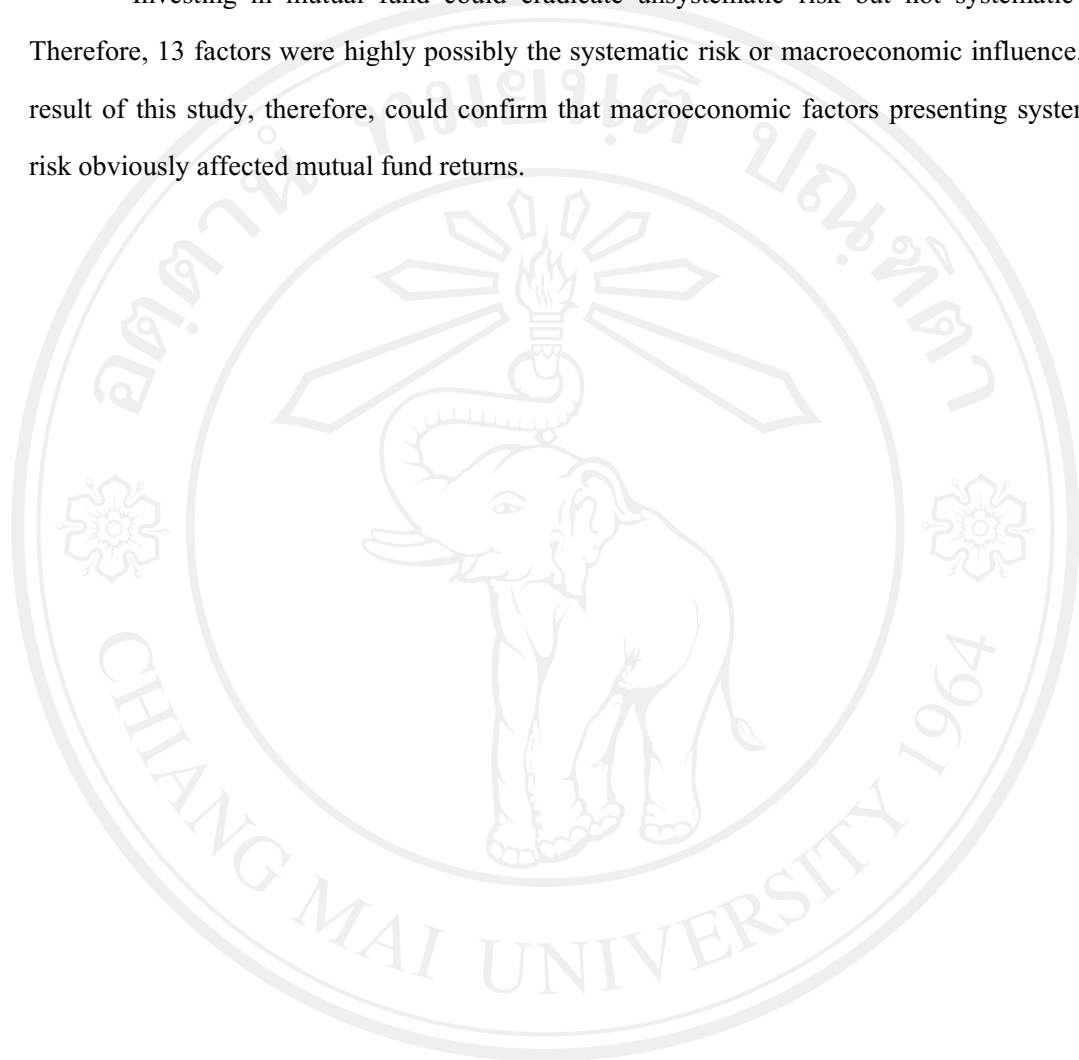 Investing in mutual fund could eradicate unsystematic risk but not systematic
Therefore, 13 factors were highly possibly the systematic risk or macroeconomic influence.
result of this study, therefore, could confirm that macroeconomic factors presenting system
risk obviously affected mutual fund returns.
CHIANG MAI UNIVERSITY 1964